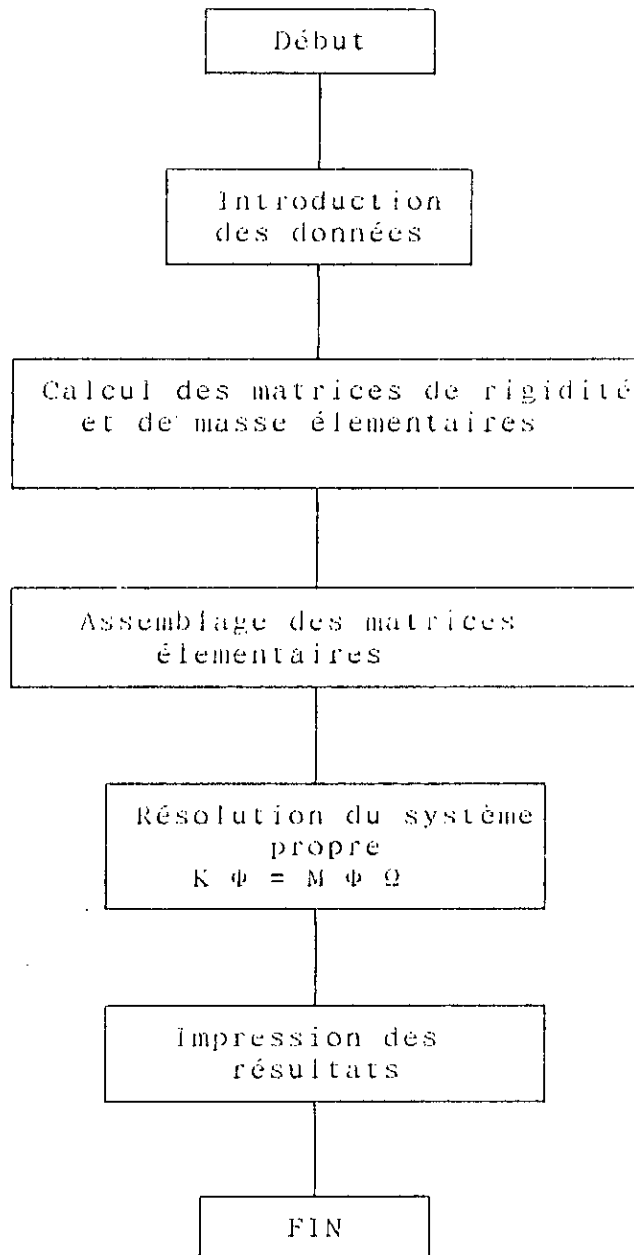 Début
Introduction
des données
Calcul des matrices de rigidité
et de masse élementaires
Assemblage des matrices
élementaires
Résolution du système
propre
K Φ = M Φ Ω
Impression des
résultats
FIN